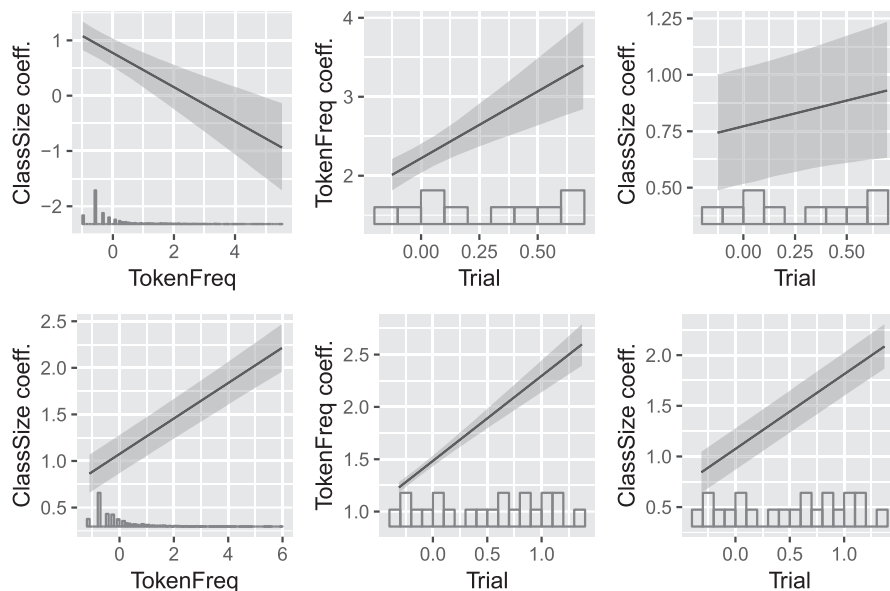 ClassSize coeff.
1
0
−1
−2
0 2 4
TokenFreq
TokenFreq coeff.
4
3
2
0.00 0.25 0.50
Trial
ClassSize coeff.
1.25
1.00
0.75
0.50
0.00 0.25 0.50
Trial
ClassSize coeff.
2.5
2.0
1.5
1.0
0.5
0 2 4 6
TokenFreq
TokenFreq coeff.
2.5
2.0
1.5
1.0
0.0 0.5 1.0
Trial
ClassSize coeff.
2.0
1.5
1.0
0.5
0.0 0.5 1.0
Trial